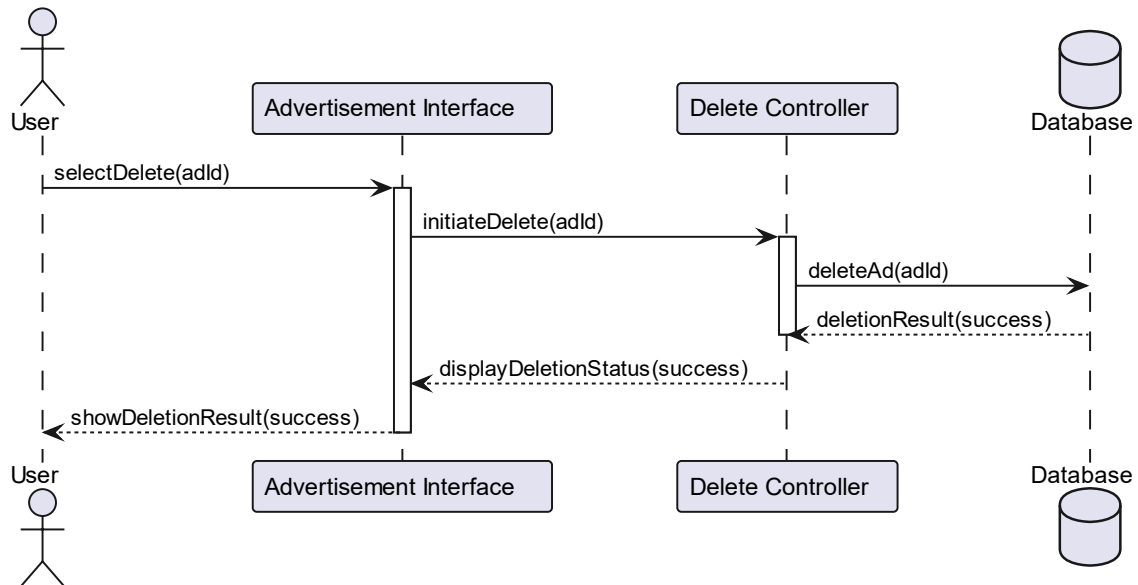 User
Advertisement Interface
Delete Controller
Database
selectDelete(adId)
initiateDelete(adId)
deleteAd(adId)
deletionResult(success)
displayDeletionStatus(success)
showDeletionResult(success)
User
Advertisement Interface
Delete Controller
Database